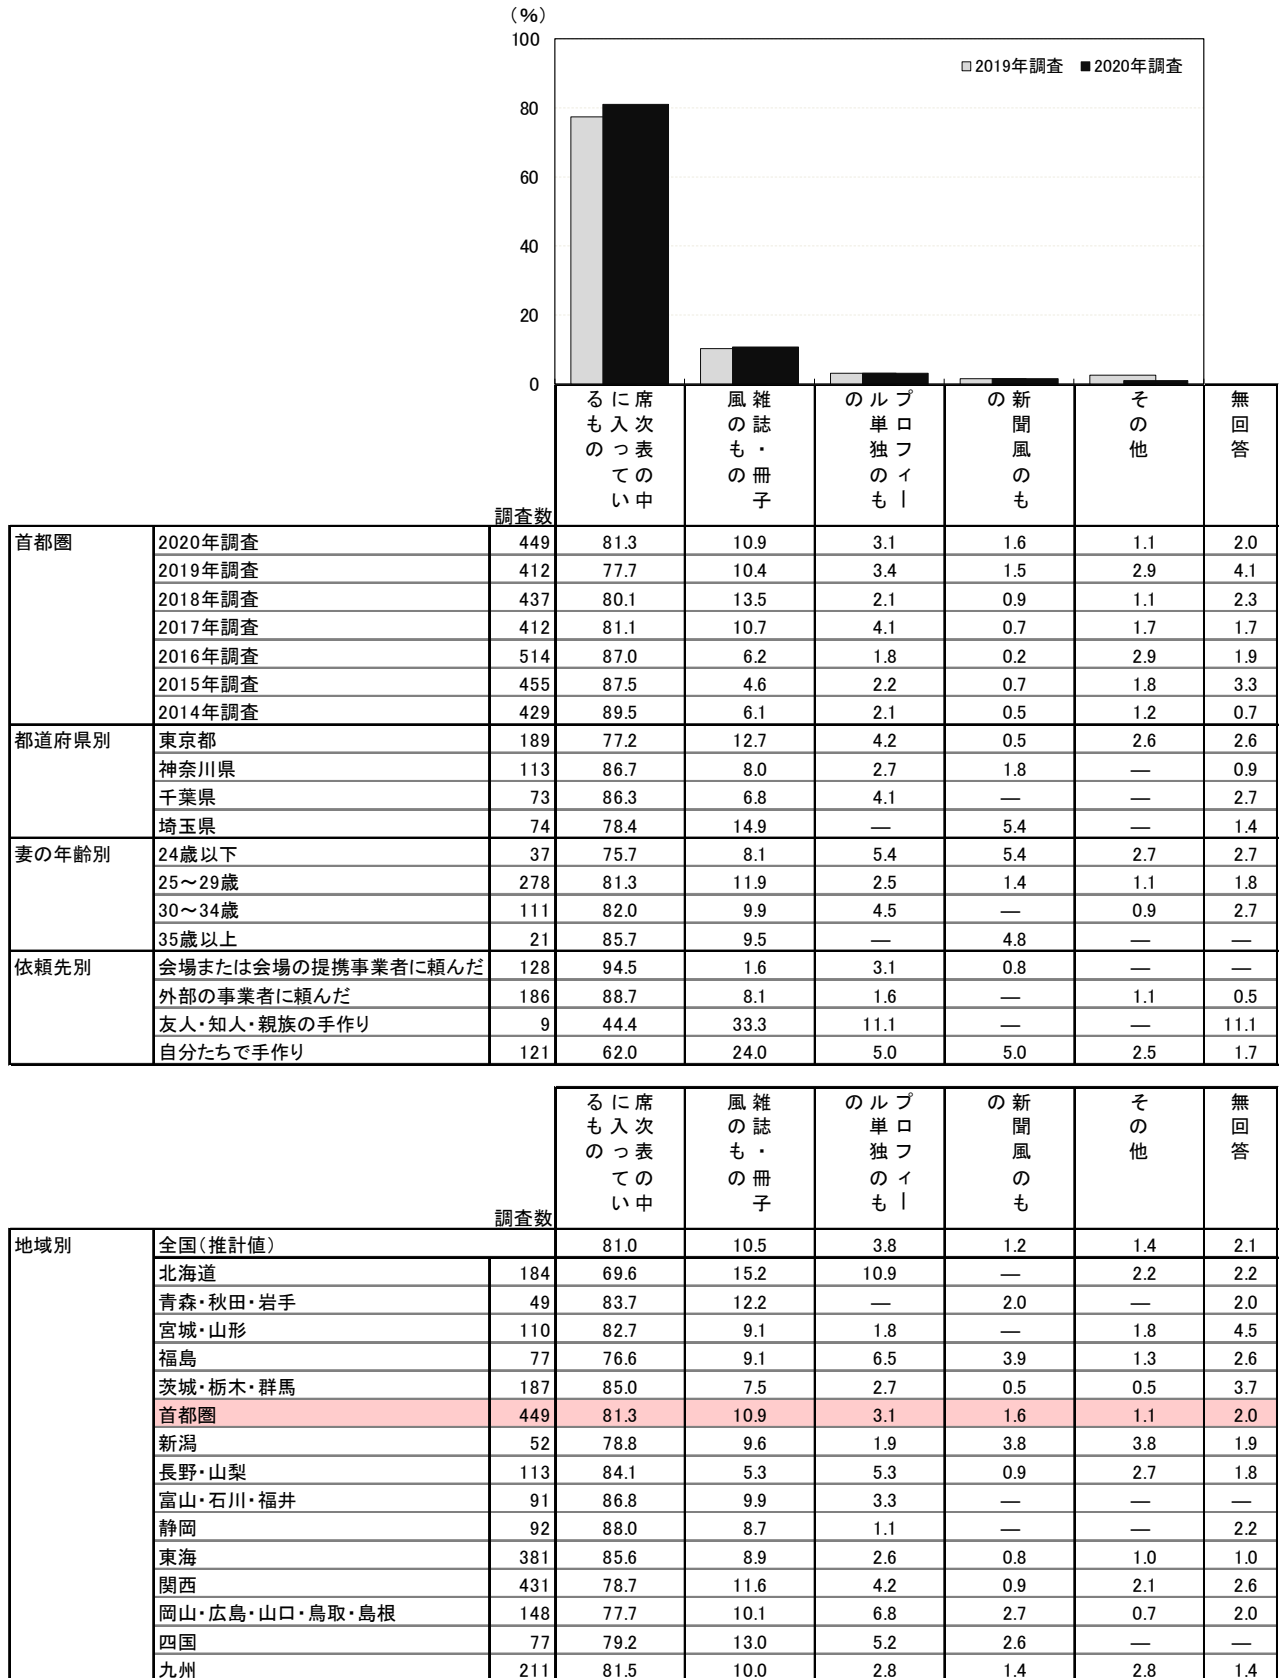 （％）
100
80
60
40
20
0
2019年調査 2020年調査
席次表の中に入っているもの
雑誌・冊子風のもの
プロフィール単独のもの
新聞風のもの
その他
無回答
調査数
首都圏 2020年調査 449 81.3 10.9 3.1 1.6 1.1 2.0
2019年調査 412 77.7 10.4 3.4 1.5 2.9 4.1
2018年調査 437 80.1 13.5 2.1 0.9 1.1 2.3
2017年調査 412 81.1 10.7 4.1 0.7 1.7 1.7
2016年調査 514 87.0 6.2 1.8 0.2 2.9 1.9
2015年調査 455 87.5 4.6 2.2 0.7 1.8 3.3
2014年調査 429 89.5 6.1 2.1 0.5 1.2 0.7
都道府県別 東京都 189 77.2 12.7 4.2 0.5 2.6 2.6
神奈川県 113 86.7 8.0 2.7 1.8 ― 0.9
千葉県 73 86.3 6.8 4.1 ― ― 2.7
埼玉県 74 78.4 14.9 ― 5.4 ― 1.4
妻の年齢別 24歳以下 37 75.7 8.1 5.4 5.4 2.7 2.7
25～29歳 278 81.3 11.9 2.5 1.4 1.1 1.8
30～34歳 111 82.0 9.9 4.5 ― 0.9 2.7
35歳以上 21 85.7 9.5 ― 4.8 ― ―
依頼先別 会場または会場の提携事業者に頼んだ 128 94.5 1.6 3.1 0.8 ― ―
外部の事業者に頼んだ 186 88.7 8.1 1.6 ― 1.1 0.5
友人・知人・親族の手作り 9 44.4 33.3 11.1 ― ― 11.1
自分たちで手作り 121 62.0 24.0 5.0 5.0 2.5 1.7
席次表の中に入っているもの
雑誌・冊子風のもの
プロフィール単独のもの
新聞風のもの
その他
無回答
調査数
地域別 全国（推計値） 81.0 10.5 3.8 1.2 1.4 2.1
北海道 184 69.6 15.2 10.9 ― 2.2 2.2
青森・秋田・岩手 49 83.7 12.2 ― 2.0 ― 2.0
宮城・山形 110 82.7 9.1 1.8 ― 1.8 4.5
福島 77 76.6 9.1 6.5 3.9 1.3 2.6
茨城・栃木・群馬 187 85.0 7.5 2.7 0.5 0.5 3.7
首都圏 449 81.3 10.9 3.1 1.6 1.1 2.0
新潟 52 78.8 9.6 1.9 3.8 3.8 1.9
長野・山梨 113 84.1 5.3 5.3 0.9 2.7 1.8
富山・石川・福井 91 86.8 9.9 3.3 ― ― ―
静岡 92 88.0 8.7 1.1 ― ― 2.2
東海 381 85.6 8.9 2.6 0.8 1.0 1.0
関西 431 78.7 11.6 4.2 0.9 2.1 2.6
岡山・広島・山口・鳥取・島根 148 77.7 10.1 6.8 2.7 0.7 2.0
四国 77 79.2 13.0 5.2 2.6 ― ―
九州 211 81.5 10.0 2.8 1.4 2.8 1.4